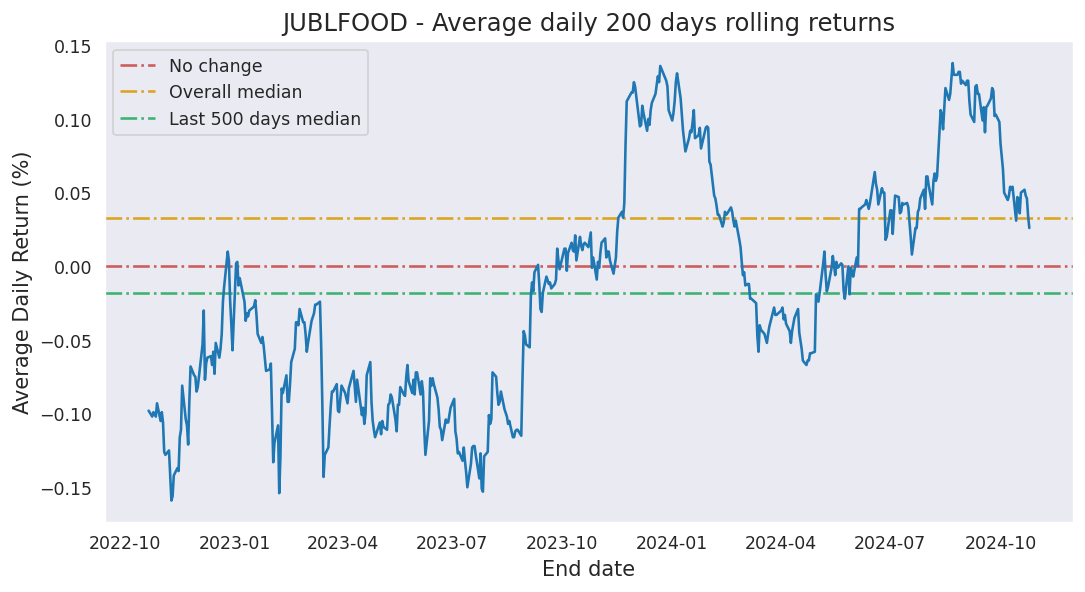 JUBLFOOD - Average daily 200 days rolling returns
No change
Overall median
Last 500 days median
Average Daily Return (%)
0.15
0.10
0.05
0.00
−0.05
−0.10
−0.15
2022-10 2023-01 2023-04 2023-07 2023-10 2024-01 2024-04 2024-07 2024-10
End date